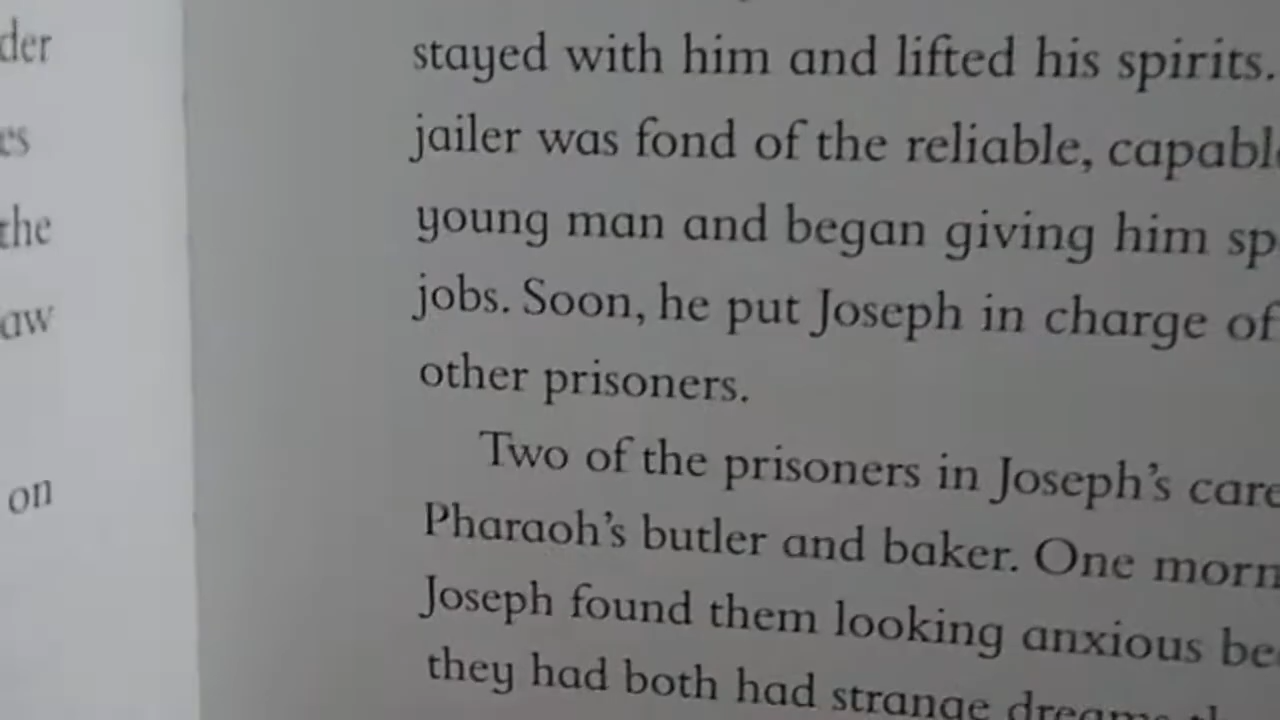 der
es
the
aw
on
stayed with him and lifted his spirits.
jailer was fond of the reliable,
young man and began giving him
jobs. Soon, he put Joseph in charge of
other prisoners.
Two of the prisoners in Joseph's care
Pharaoh's butler and baker. One
Joseph found them looking anxious
they had both had strange